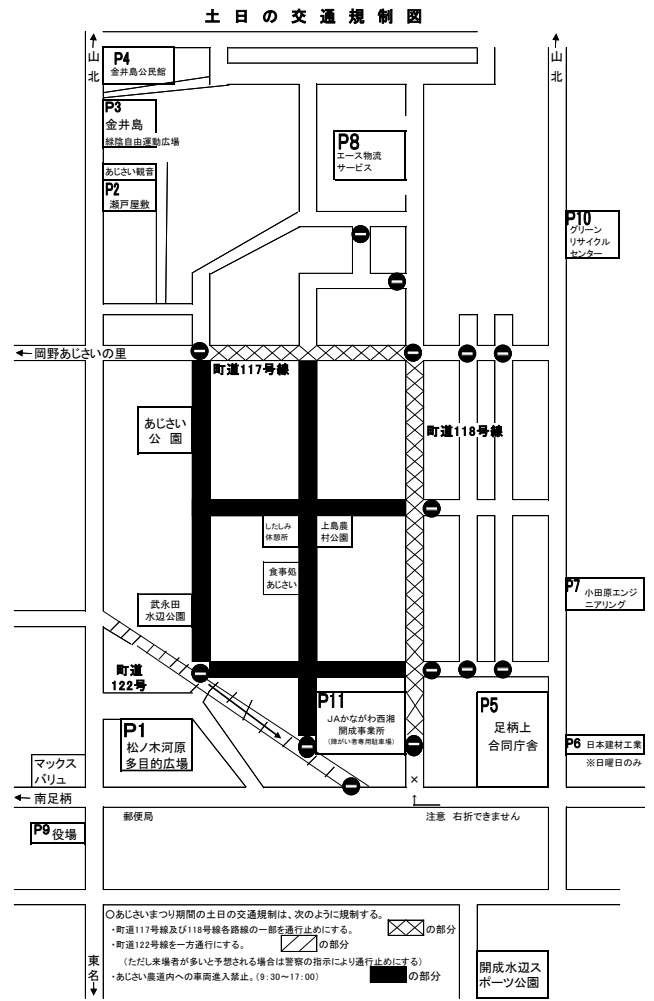 土日の交通規制図
山北
山北
P4
金井島公民館
P3
金井島
緑陰自由運動広場
あじさい観音
P2
瀬戸屋敷
P8
エース物流
サービス
P10
グリーン
リサイクル
センター
←岡野あじさいの里
町道117号線
町道118号線
あじさい
公 園
したしみ
休憩所
上島農
村公園
食事処
あじさい
武永田
水辺公園
P7 小田原エンジ
ニアリング
町道
122号
P1
松ノ木河原
多目的広場
P11
JAかながわ西湘
開成事業所
(障がい者専用駐車場)
P5
足柄上
合同庁舎
P6 日本建材工業
※日曜日のみ
マックス
バリュ
←南足柄
×
P9 役場
郵便局
注意 右折できません
○あじさいまつり期間の土日の交通規制は、次のように規制する。
・町道117号線及び118号線各路線の一部を通行止めにする。 の部分
・町道122号線を一方通行にする。 の部分
(ただし来場者が多いと予想される場合は警察の指示により通行止めにする)
・あじさい農道内への車両進入禁止。(9:30~17:00) の部分
東名
開成水辺ス
ポーツ公園